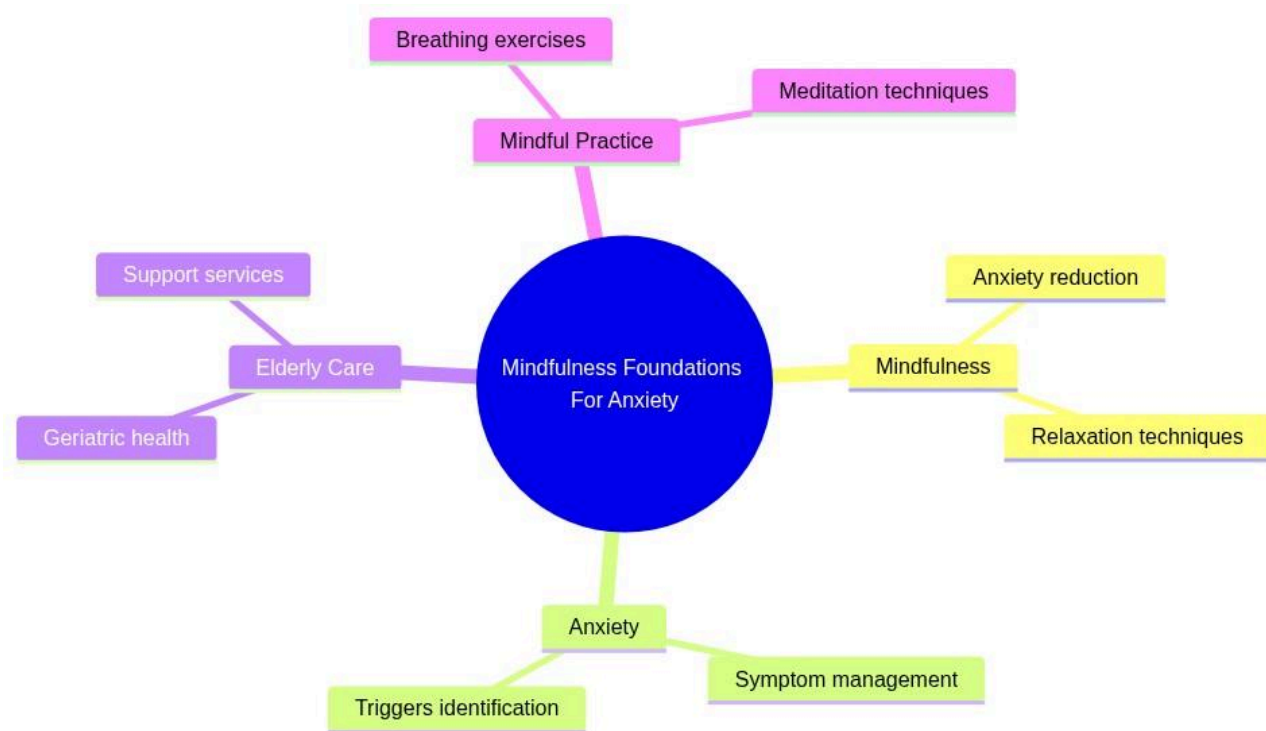 Breathing exercises
Meditation techniques
Mindful Practice
Support services
Anxiety reduction
Elderly Care
Mindfulness Foundations
For Anxiety
Mindfulness
Geriatric health
Relaxation techniques
Anxiety
Symptom management
Triggers identification